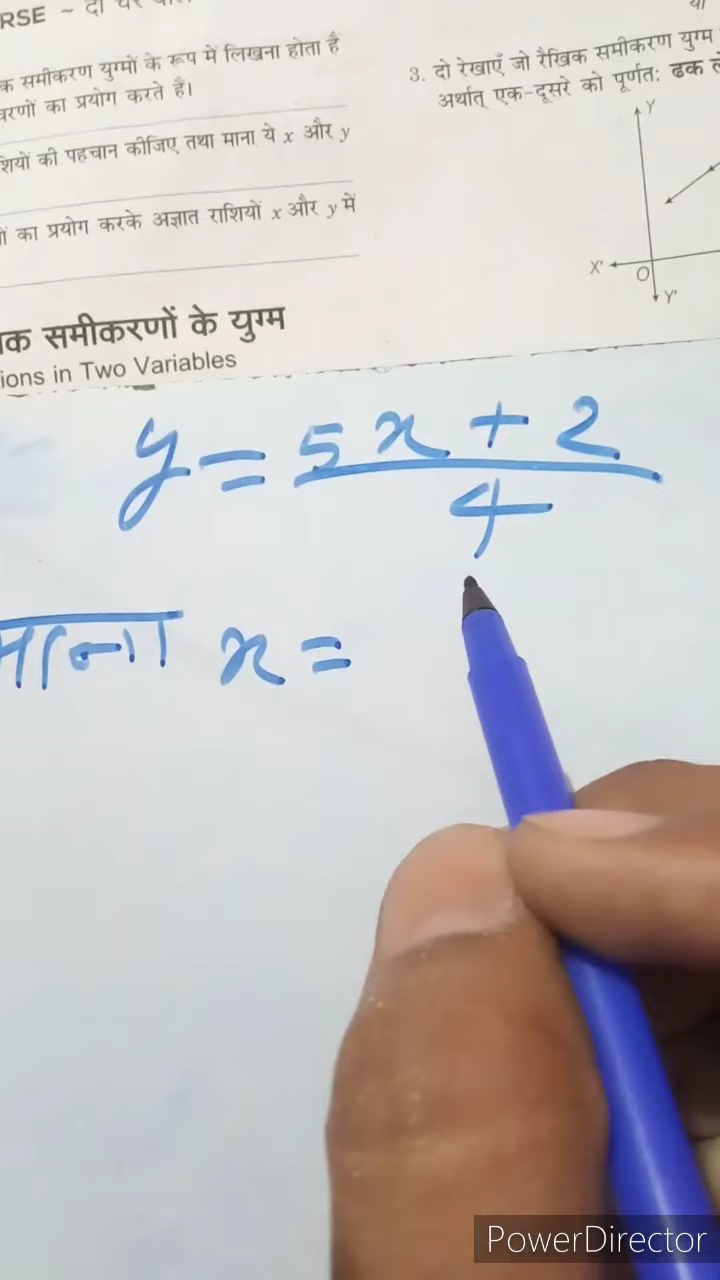 RSE ~ दो
क समीकरण युग्मों के रूप में लिखना होता है
चरणों का प्रयोग करते हैं।
शियों की पहचान कीजिए तथा माना ये x और y
ों का प्रयोग करके अज्ञात राशियों x और y में
क समीकरणों के युग्म
ions in Two Variables
या
3. दो रेखाएँ जो रैखिक समीकरण युग्म
अर्थात् एक-दूसरे को पूर्णतः ढक
Y
X' O
Y'
y = 5x + 2
4
माना x =
PowerDirector